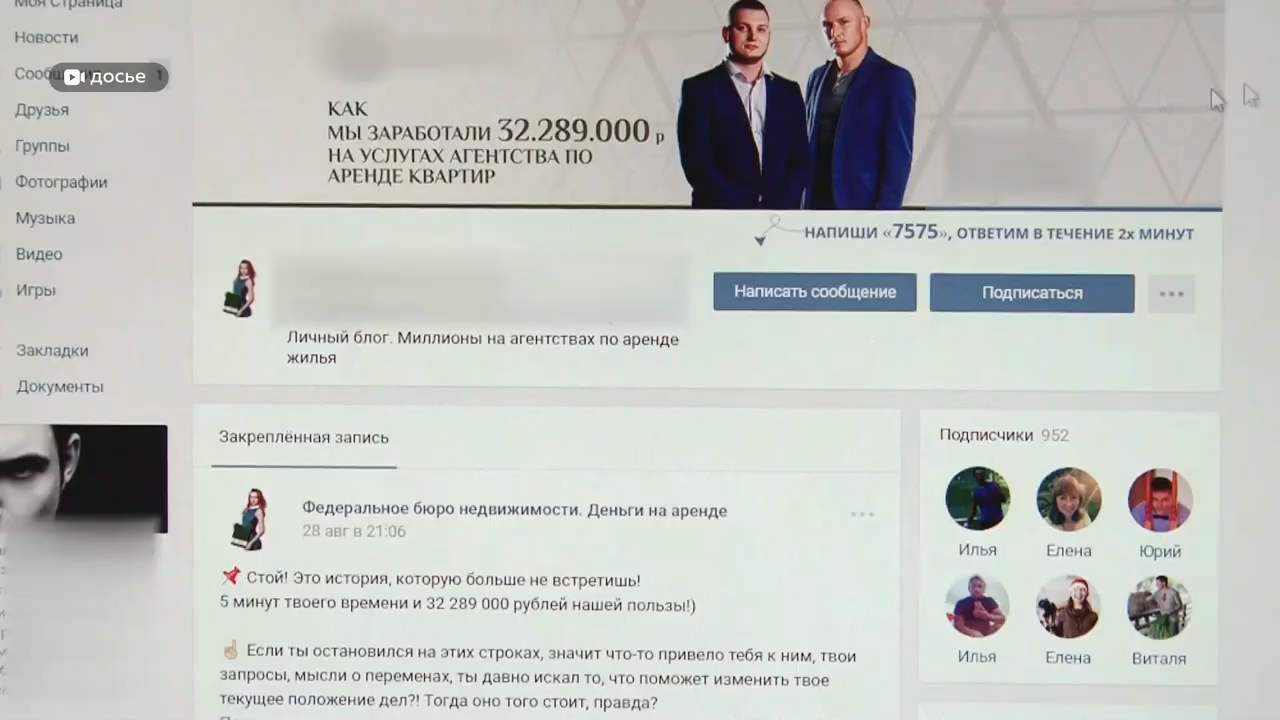 Моя Страница
Новости
Сооб
1
досье
Друзья
Группы
Фотографии
Музыка
Видео
Игры
Закладки
Документы
КАК
МЫ ЗАРАБОТАЛИ 32.289.000 р
НА УСЛУГАХ АГЕНТСТВА ПО
АРЕНДЕ КВАРТИР
НАПИШИ «7575», ОТВЕТИМ В ТЕЧЕНИЕ 2х МИНУТ
Написать сообщение
Подписаться
Личный блог. Миллионы на агентствах по аренде
жилья
Закреплённая запись
Федеральное бюро недвижимости. Деньги на аренде
28 авг в 21:06
Стой! Это история, которую больше не встретишь!
5 минут твоего времени и 32 289 000 рублей нашей пользы!)
Если ты остановился на этих строках, значит что-то привело тебя к ним, твои
запросы, мысли о переменах, ты давно искал то, что поможет изменить твое
текущее положение дел?! Тогда оно того стоит, правда?
Подписчики 952
Илья
Елена
Юрий
Илья
Елена
Виталя